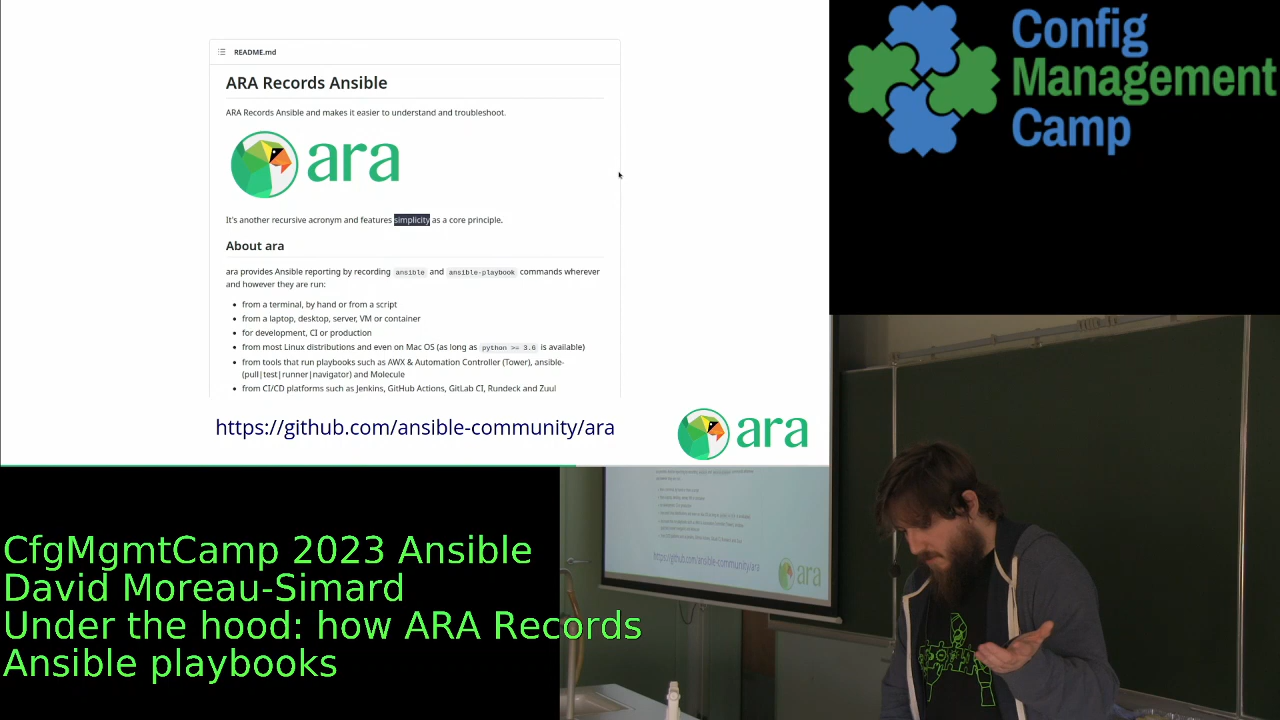 README.md
ARA Records Ansible
ARA Records Ansible and makes it easier to understand and troubleshoot.
ara
It's another recursive acronym and features simplicity as a core principle.
About ara
ara provides Ansible reporting by recording ansible and ansible-playbook commands wherever
and however they are run:
• from a terminal, by hand or from a script
• from a laptop, desktop, server, VM or container
• for development, CI or production
• from most Linux distributions and even on Mac OS (as long as python >= 3.6 is available)
• from tools that run playbooks such as AWX & Automation Controller (Tower), ansible-
(pull|test|runner|navigator) and Molecule
• from CI/CD platforms such as Jenkins, GitHub Actions, GitLab CI, Rundeck and Zuul
https://github.com/ansible-community/ara
ara
Config
Management
Camp
https://github.com/ansible-community/ara
ara
CfgMgmtCamp 2023 Ansible
David Moreau-Simard
Under the hood: how ARA Records
Ansible playbooks